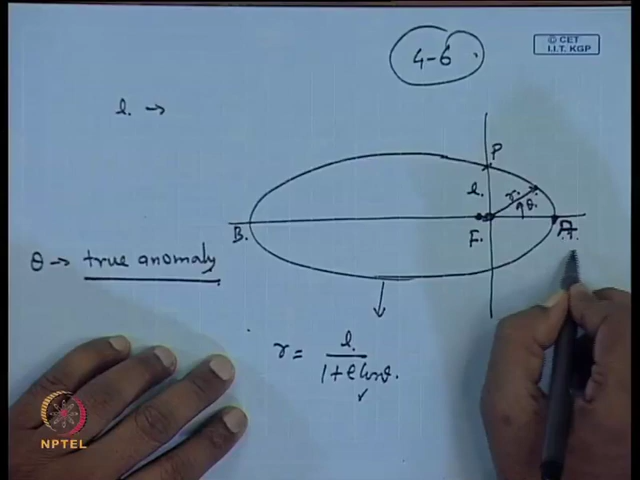 4-6
© CET
I.I.T. KGP
l. →
P
l.
r.
θ.
B.
F.
A
θ → true anomaly
r = l. / 1 + e cosθ.
NPTEL